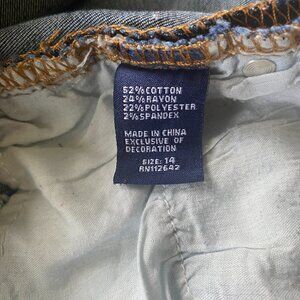 52%COTTON
24%RAYON
22%POLYESTER
2%SPANDEX
MADE IN CHINA
EXCLUSIVE OF
DECORATION
SIZE: 14
RN112642